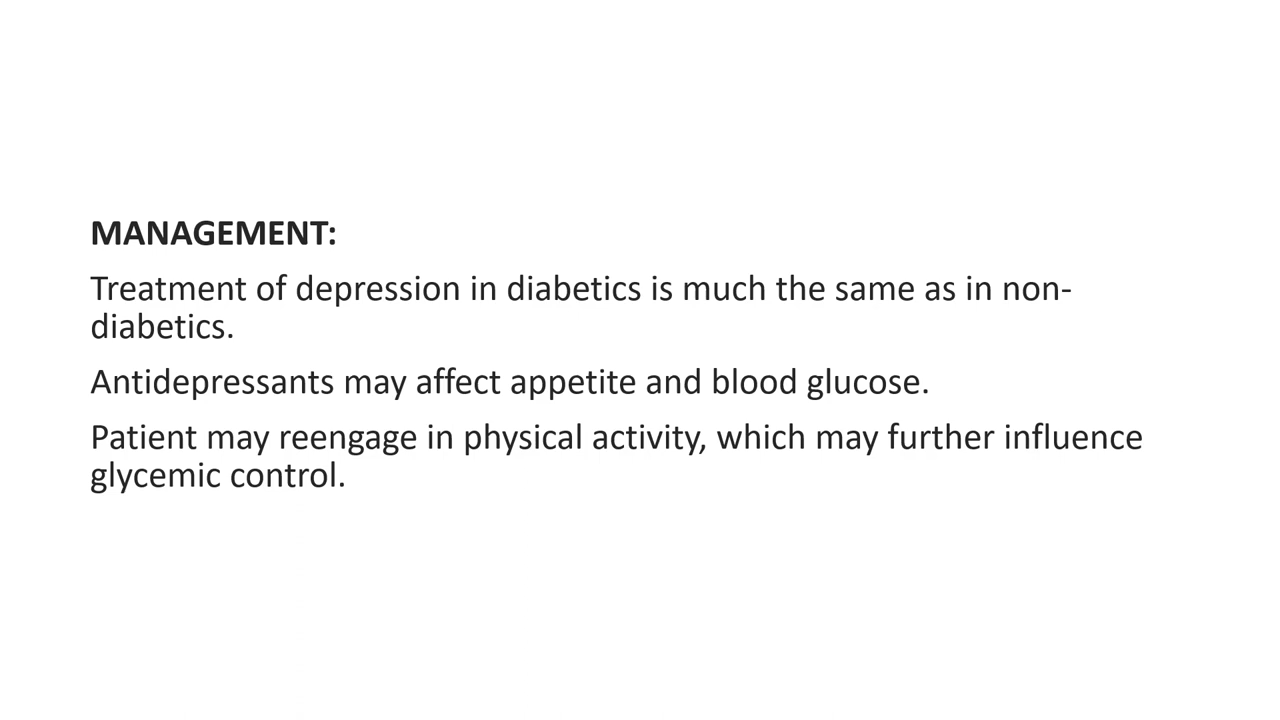 MANAGEMENT:
Treatment of depression in diabetics is much the same as in non-
diabetics.
Antidepressants may affect appetite and blood glucose.
Patient may reengage in physical activity, which may further influence
glycemic control.